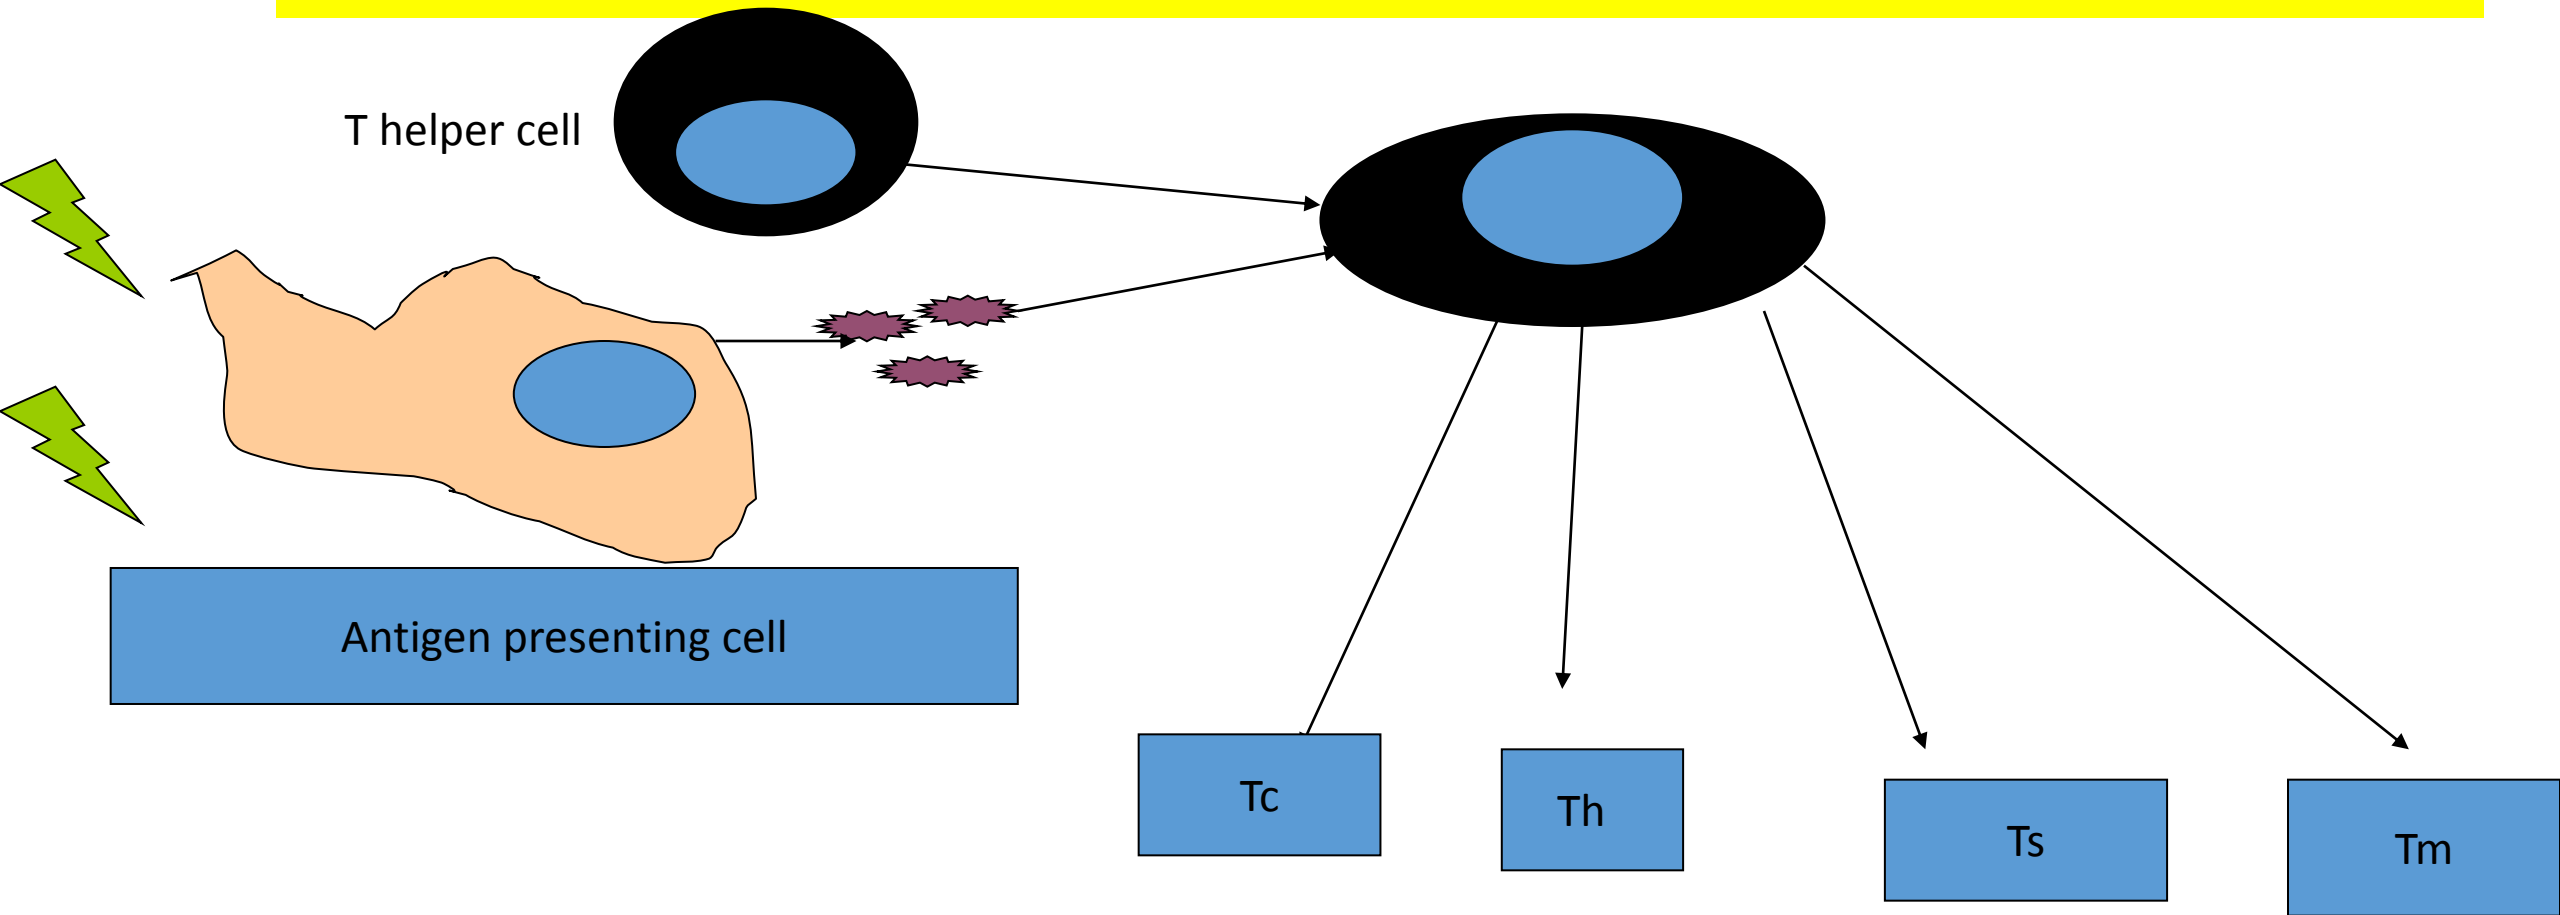 T helper cell
Antigen presenting cell
Tc
Th
Ts
Tm